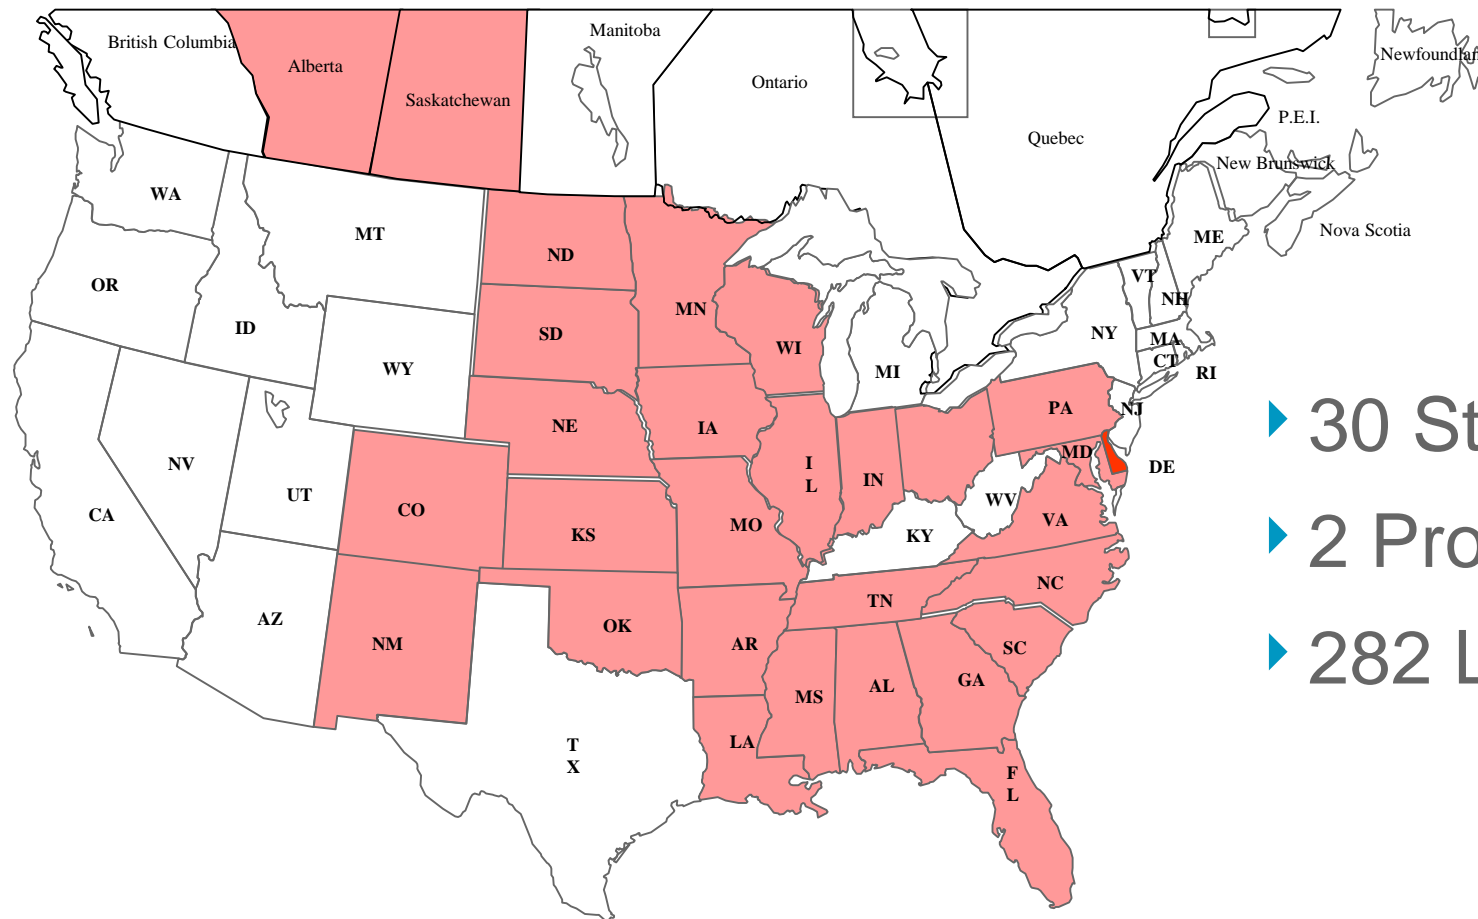 British Columbia
Alberta
Saskatchewan
Manitoba
Ontario
Quebec
Newfoundlan
P.E.I.
New Brunswick
Nova Scotia
WA
MT
ND
MN
OR
ID
SD
WI
WY
MI
NY
VT
NH
ME
MA
CT
RI
NE
IA
PA
NJ
NV
UT
CO
KS
MO
I
L
IN
MD
DE
WV
VA
KY
CA
AZ
NM
OK
AR
TN
NC
SC
MS
AL
GA
LA
T
X
F
L
30 St
2 Pro
282 L